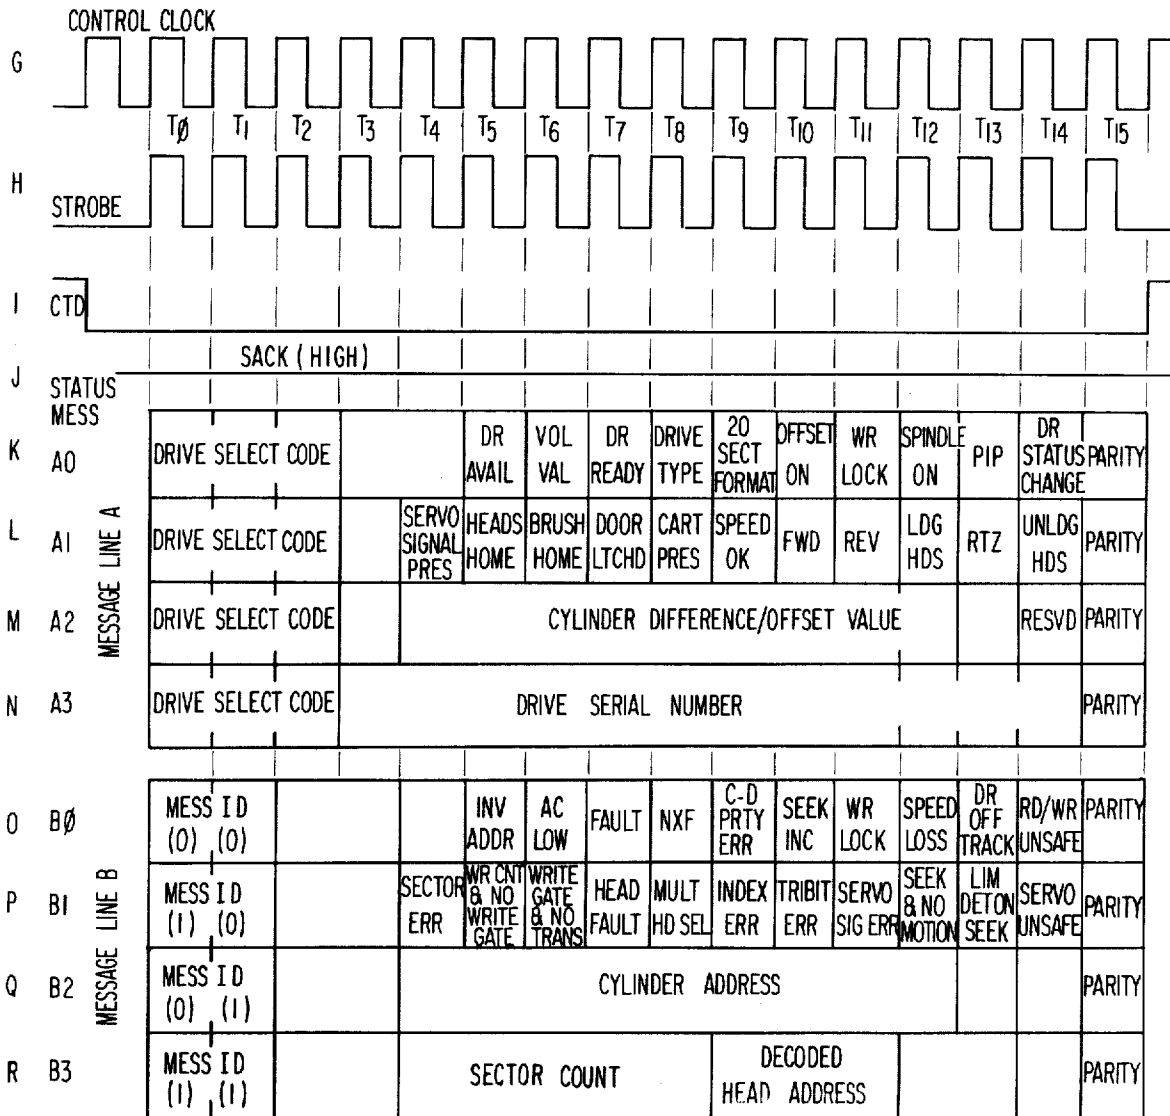 CONTROL CLOCK
G
TØ T1 T2 T3 T4 T5 T6 T7 T8 T9 T10 T11 T12 T13 T14 T15
H
STROBE
I CTD
SACK (HIGH)
J
STATUS
MESS
MESSAGE LINE A
K A0 DRIVE SELECT CODE
DR
AVAIL
VOL
VAL
DR
READY
DRIVE
TYPE
20
SECT
FORMAT
OFFSET
ON
WR
LOCK
SPINDLE
ON
PIP
DR
STATUS
CHANGE
PARITY
L A1 DRIVE SELECT CODE
SERVO
SIGNAL
PRES
HEADS
HOME
BRUSH
HOME
DOOR
LTCHD
CART
PRES
SPEED
OK
FWD
REV
LDG
HDS
RTZ
UNLDG
HDS
PARITY
M A2 DRIVE SELECT CODE CYLINDER DIFFERENCE/OFFSET VALUE RESVD PARITY
N A3 DRIVE SELECT CODE DRIVE SERIAL NUMBER PARITY
MESSAGE LINE B
O BØ
MESS ID
(0) (0)
INV
ADDR
AC
LOW
FAULT
NXF
C-D
PRTY
ERR
SEEK
INC
WR
LOCK
SPEED
LOSS
DR
OFF
TRACK
RD/WR
UNSAFE
PARITY
P B1
MESS ID
(1) (0)
SECTOR
ERR
WR CNT
& NO
WRITE
GATE
WRITE
GATE
& NO
TRANS
HEAD
FAULT
MULT
HD SEL
INDEX
ERR
TRIBIT
ERR
SERVO
SIG ERR
SEEK
& NO
MOTION
LIM
DET ON
SEEK
SERVO
UNSAFE
PARITY
Q B2
MESS ID
(0) (1)
CYLINDER ADDRESS
PARITY
R B3
MESS ID
(1) (1)
SECTOR COUNT
DECODED
HEAD ADDRESS
PARITY